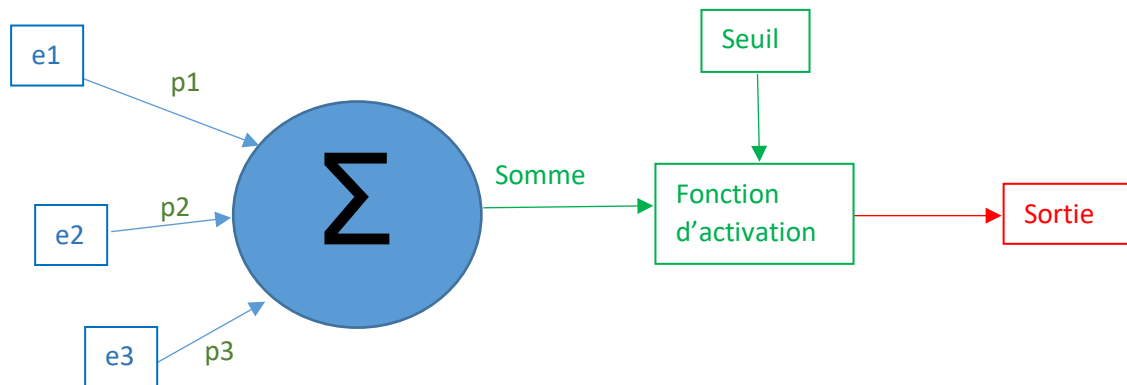 e1
p1
e2
p2
e3
p3
Σ
Somme
Seuil
Fonction
d’activation
Sortie